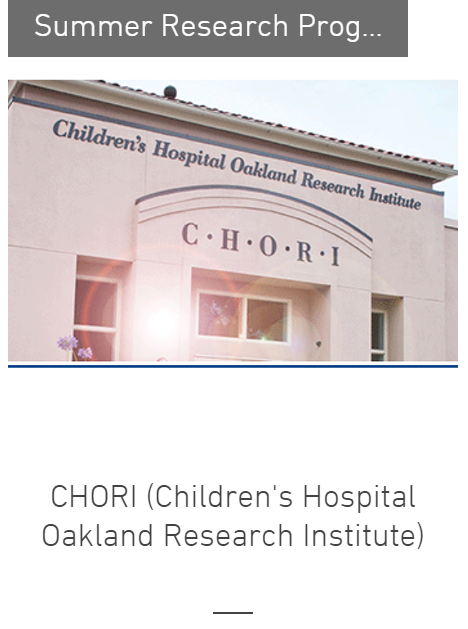 Summer Research Prog...
Children's Hospital Oakland Research Institute
C·H·O·R·I
CHORI (Children's Hospital
Oakland Research Institute)